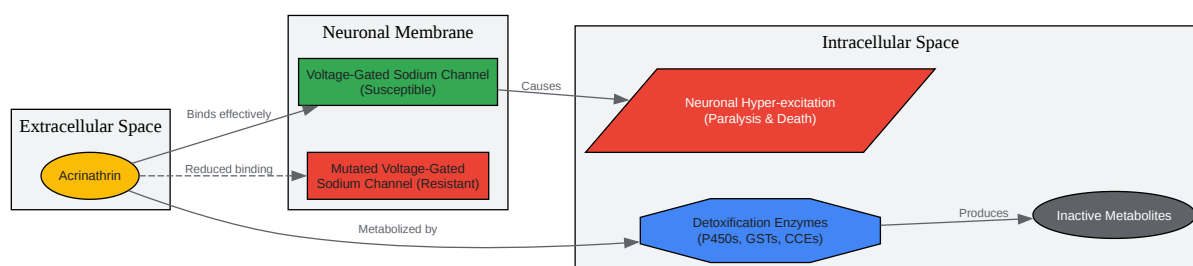 Neuronal Membrane
Intracellular Space
Voltage-Gated Sodium Channel
(Susceptible)
Causes
Neuronal Hyper-excitation
(Paralysis & Death)
Extracellular Space
Binds effectively
Acrinathrin
Reduced binding
Mutated Voltage-Gated
Sodium Channel (Resistant)
Metabolized by
Detoxification Enzymes
(P450s, GSTs, CCEs)
Produces
Inactive Metabolites